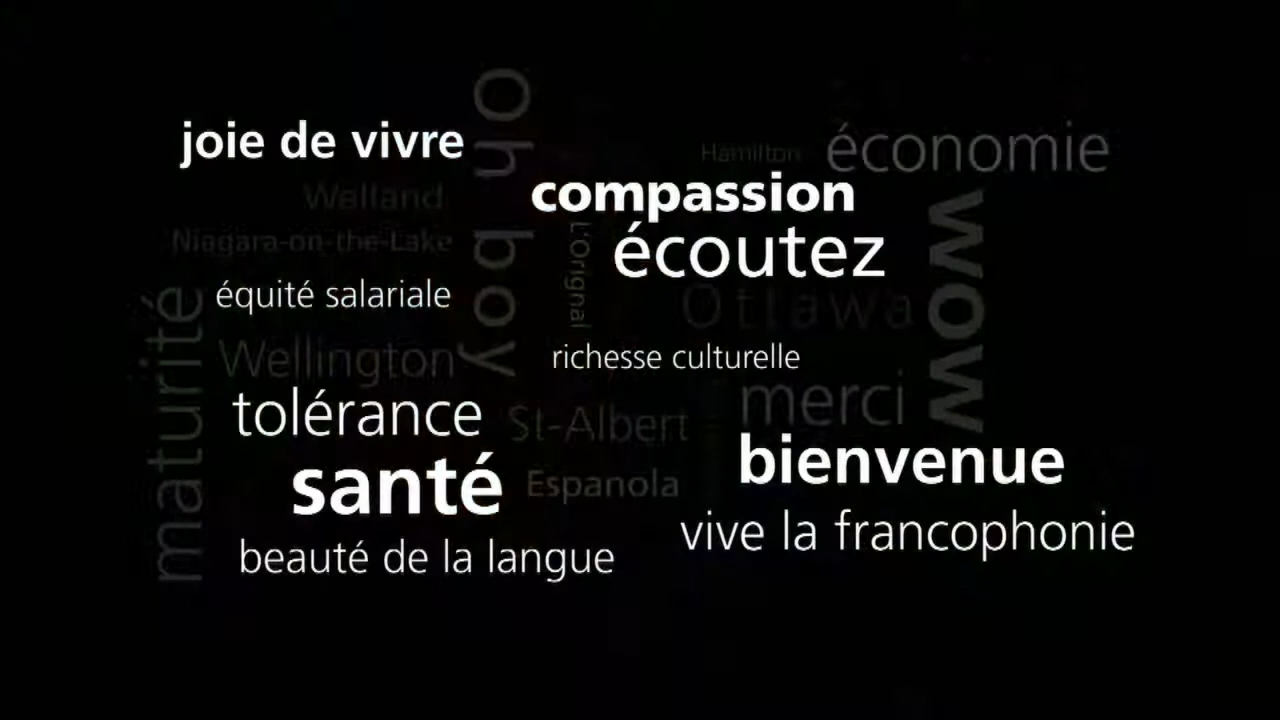 joie de vivre
oh boy
Hamilton
économie
Welland
compassion
wow
Niagara-on-the-Lake
L'Orignal
écoutez
équité salariale
Ottawa
maturité
Wellington
richesse culturelle
tolérance
St-Albert
merci
santé
Espanola
bienvenue
beauté de la langue
vive la francophonie